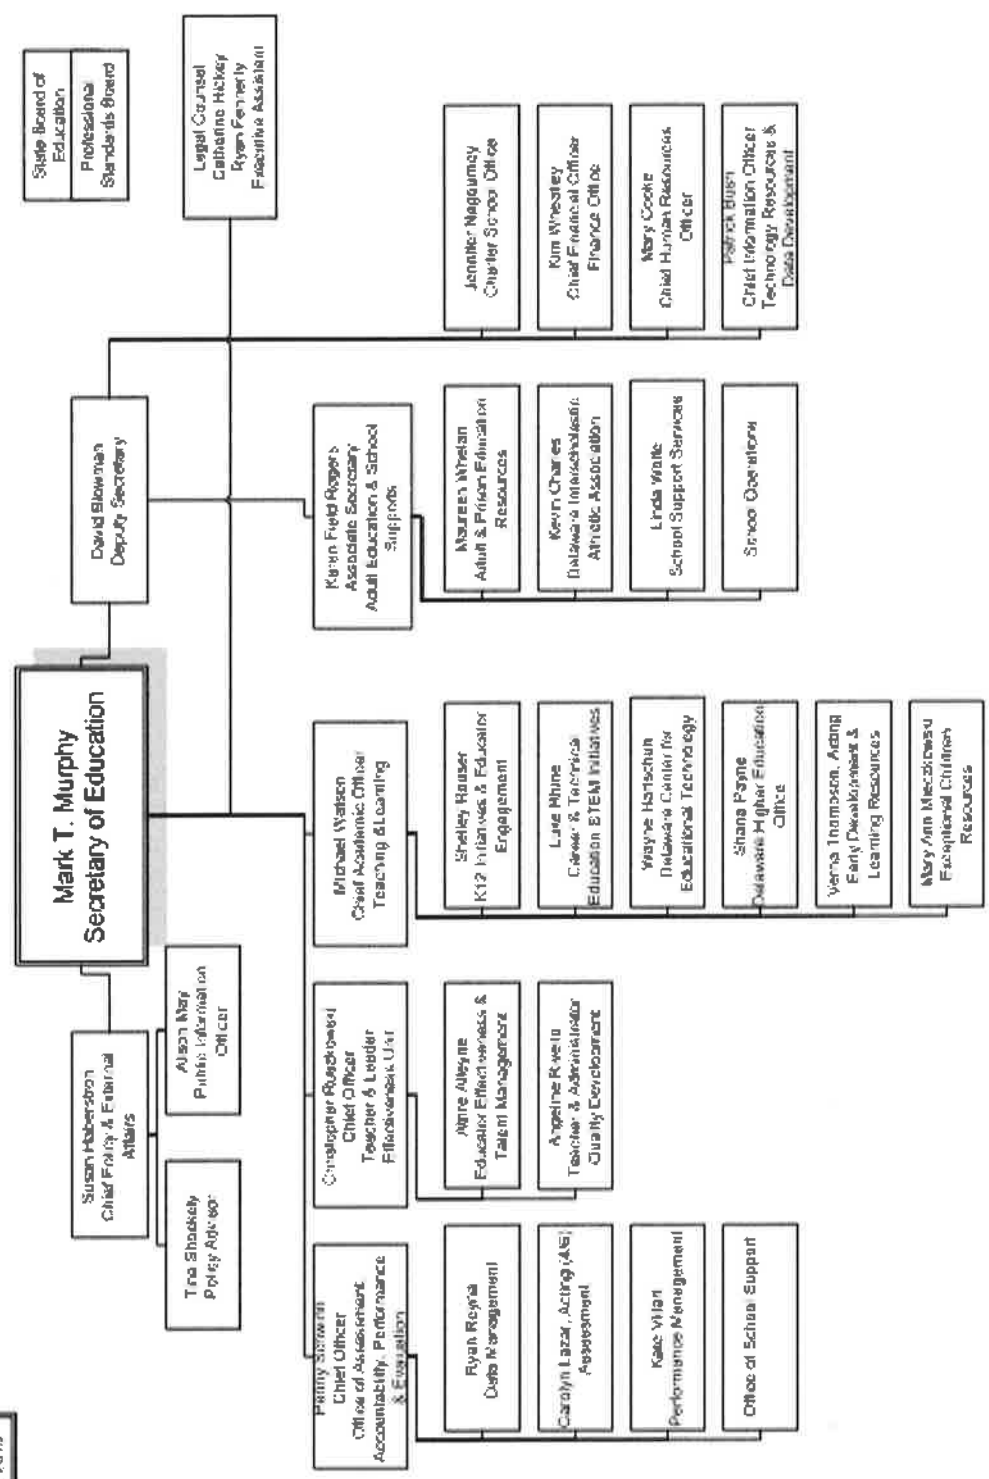 State Board of
Education
Professional
Standards Board
Legal Counsel
Catherine Hickey
Ryan Fennerty
Executive Assistant
Mark T. Murphy
Secretary of Education
Susan Haberstroh
Chief Policy & External
Affairs
Tina Shockley
Policy Advisor
Alison May
Public Information
Officer
David Blowman
Deputy Secretary
Penny Schwinn
Chief Officer
Office of Assessment,
Accountability, Performance
& Evaluation
Ryan Reyna
Data Management
Carolyn Lazar, Acting (4/6)
Assessment
Kate Villari
Performance Management
Office of School Support
Christopher Ruszkowski
Chief Officer
Teacher & Leader
Effectiveness Unit
Atnre Alleyne
Educator Effectiveness &
Talent Management
Angeline Rivello
Teacher & Administrator
Quality Development
Michael Watson
Chief Academic Officer
Teaching & Learning
Shelley Rouser
K12 Initiatives & Educator
Engagement
Luke Rhine
Career & Technical
Education STEM Initiatives
Wayne Hartschuh
Delaware Center for
Educational Technology
Shana Payne
Delaware Higher Education
Office
Verna Thompson, Acting
Early Development &
Learning Resources
Mary Ann Mieczkowski
Exceptional Children
Resources
Karen Field Rogers
Associate Secretary
Adult Education & School
Supports
Maureen Whelan
Adult & Prison Education
Resources
Kevin Charles
Delaware Interscholastic
Athletic Association
Linda Wolfe
School Support Services
School Operations
Jennifer Nagourney
Charter School Office
Kim Wheatley
Chief Financial Officer
Finance Office
Mary Cooke
Chief Human Resources
Officer
Patrick Bush
Chief Information Officer
Technology Resources &
Data Development